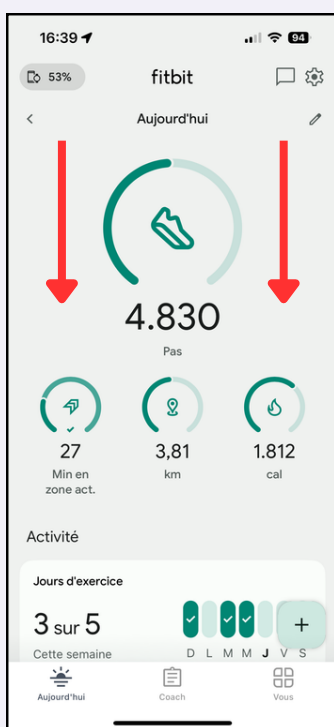 16:39
94
53%
fitbit
Aujourd'hui
4.830
Pas
27
3,81
1.812
Min en
zone act.
km
cal
Activité
Jours d'exercice
3 sur 5
Cette semaine
D L M M J V S
+
Aujourd'hui
Coach
Vous